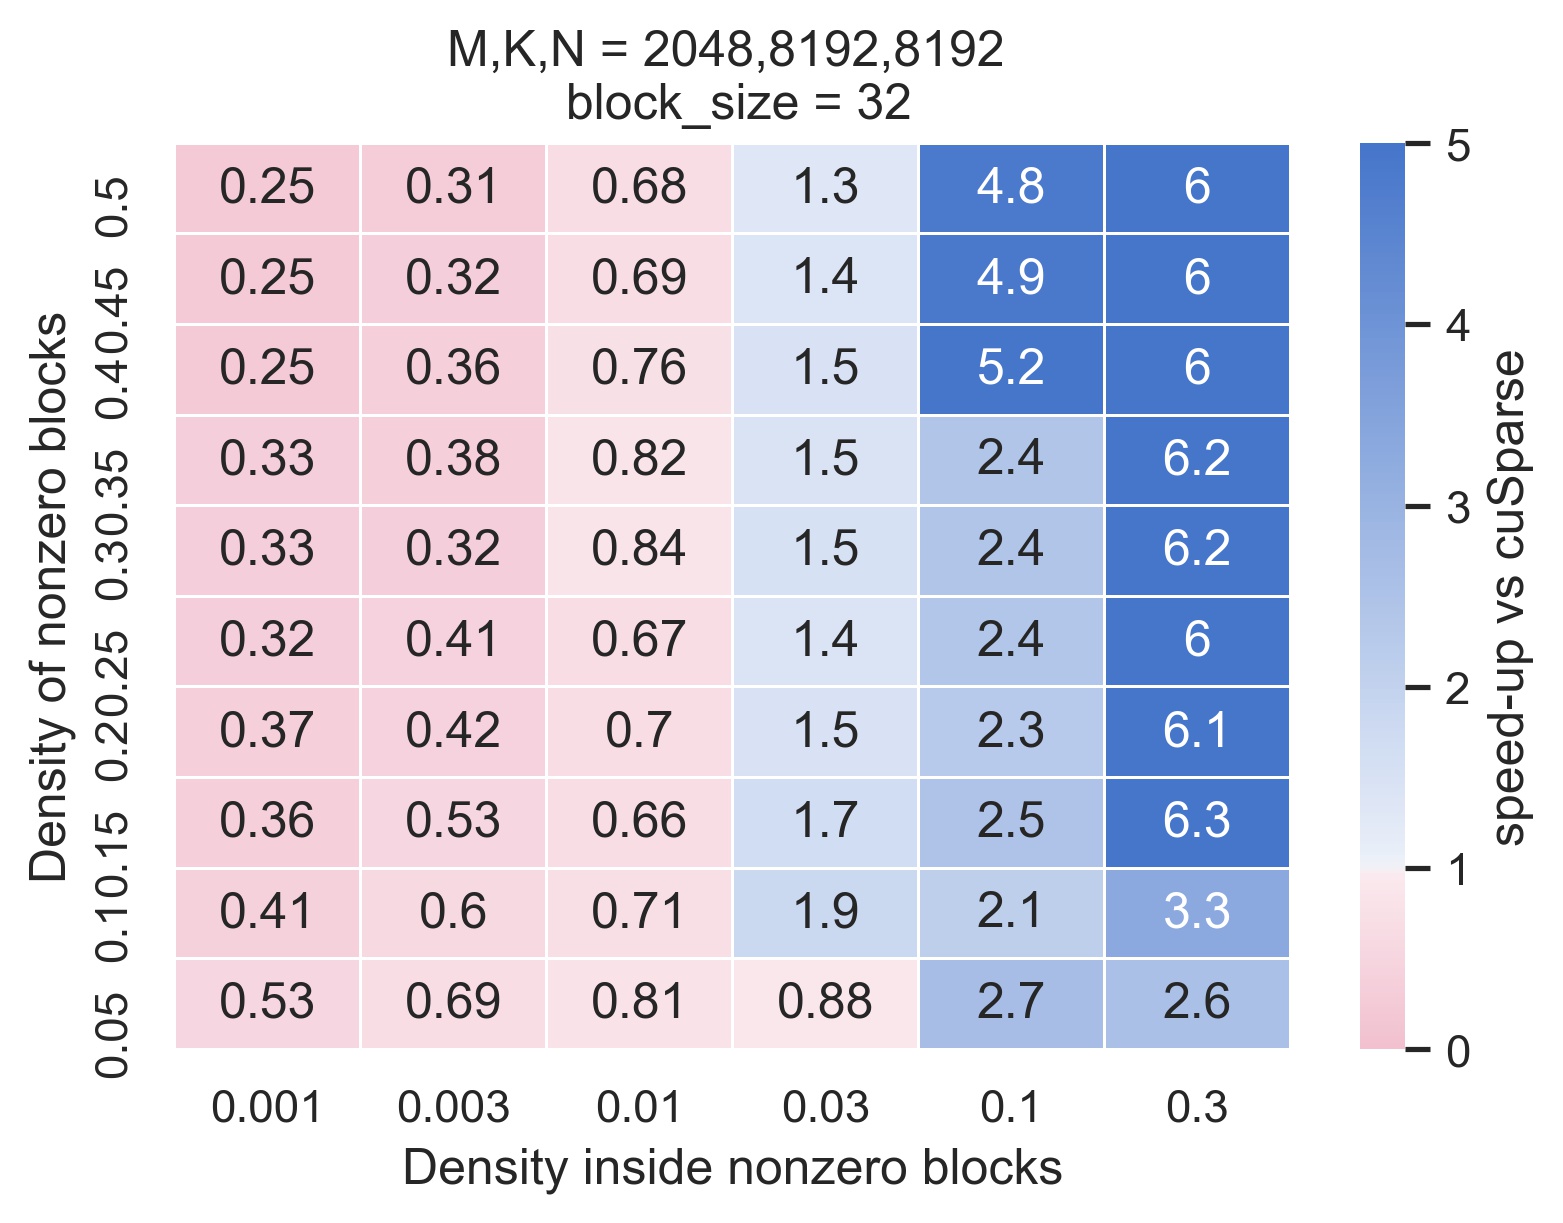 M,K,N = 2048,8192,8192
block_size = 32
Density of nonzero blocks
0.5 0.25 0.31 0.68 1.3 4.8 6
0.45 0.25 0.32 0.69 1.4 4.9 6
0.4 0.25 0.36 0.76 1.5 5.2 6
0.35 0.33 0.38 0.82 1.5 2.4 6.2
0.3 0.33 0.32 0.84 1.5 2.4 6.2
0.25 0.32 0.41 0.67 1.4 2.4 6
0.2 0.37 0.42 0.7 1.5 2.3 6.1
0.15 0.36 0.53 0.66 1.7 2.5 6.3
0.1 0.41 0.6 0.71 1.9 2.1 3.3
0.05 0.53 0.69 0.81 0.88 2.7 2.6
0.001 0.003 0.01 0.03 0.1 0.3
Density inside nonzero blocks
5
4
3
2
1
0
speed-up vs cuSparse